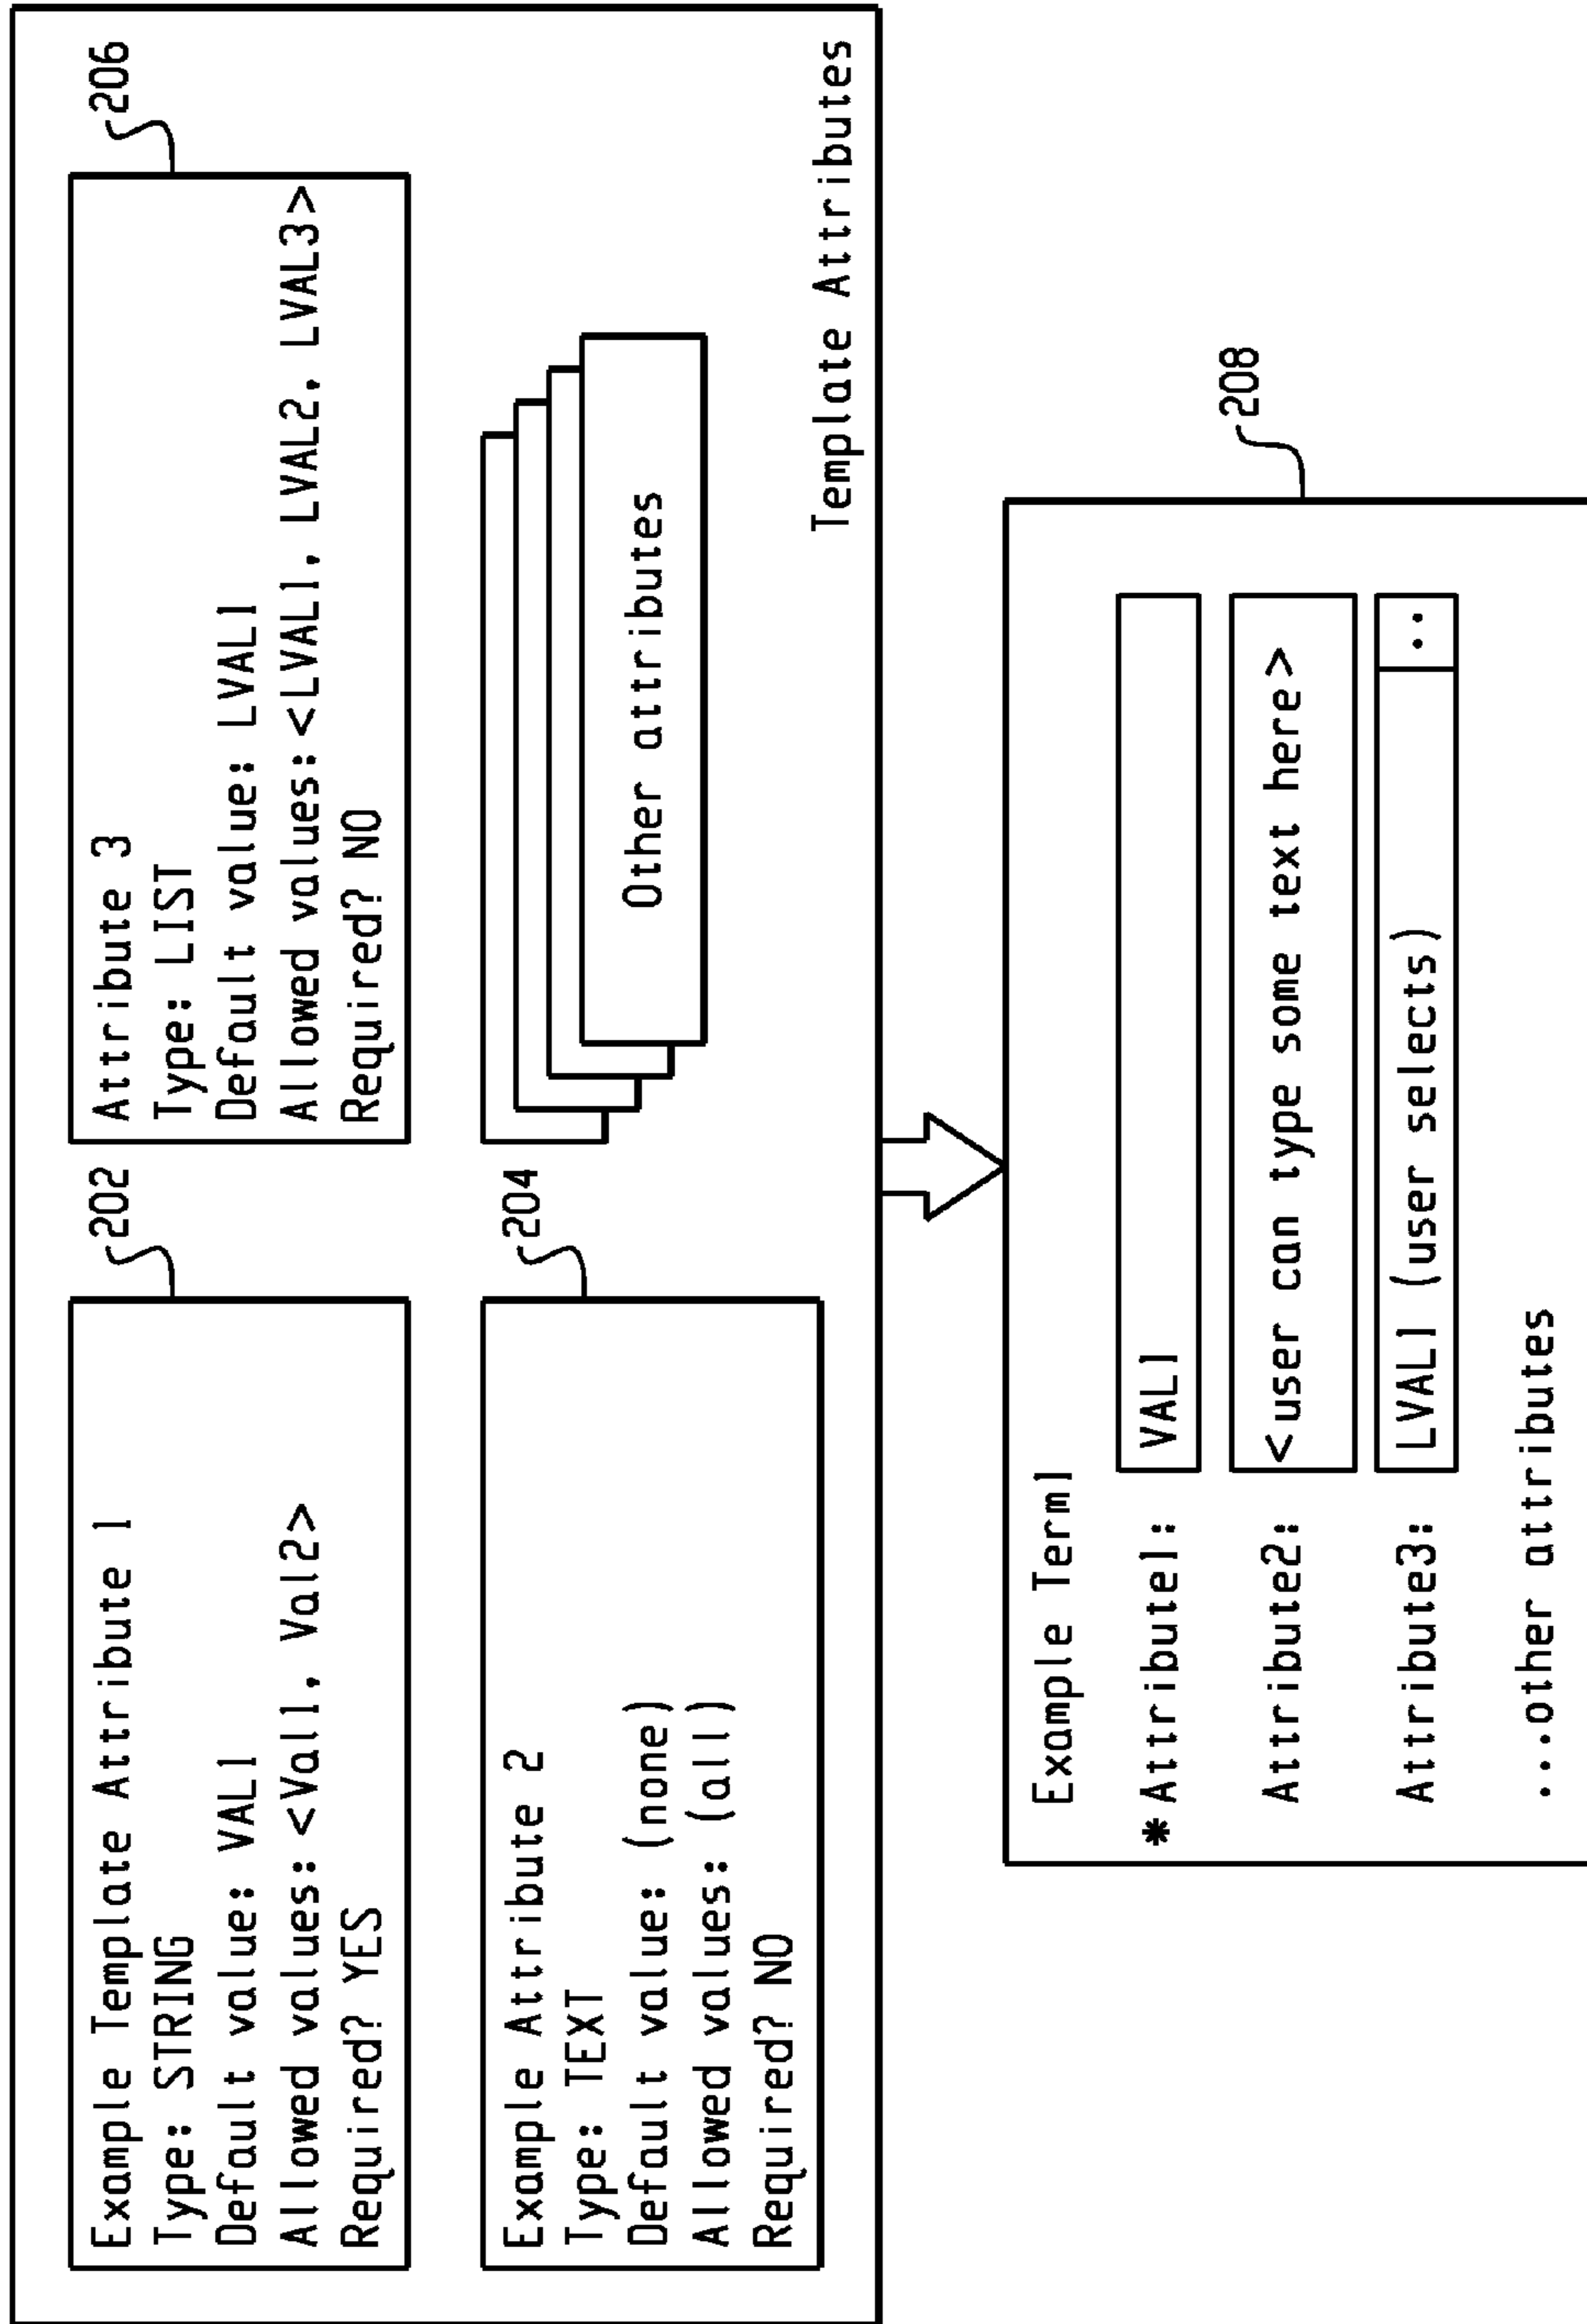 Example Template Attribute 1
Type: STRING
Default value: VAL1
Allowed values: <Val1, Val2>
Required? YES
202
Attribute 3
Type: LIST
Default value: LVAL1
Allowed values:<LVAL1, LVAL2, LVAL3>
Required? NO
206
Example Attribute 2
Type: TEXT
Default value: (none)
Allowed values: (all)
Required? NO
204
Other attributes
Template Attributes
Example Term1
208
*Attribute1: VAL1
Attribute2: <user can type some text here>
Attribute3: LVAL1 (user selects) ..
...other attributes